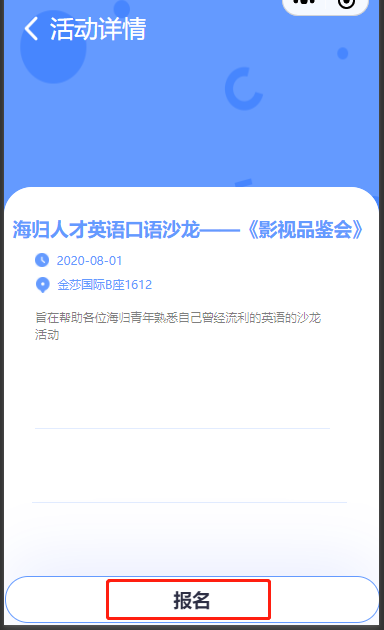 活动详情
海归人才英语口语沙龙——《影视品鉴会》
2020-08-01
金莎国际B座1612
旨在帮助各位海归青年熟悉自己曾经流利的英语的沙龙
活动
报名